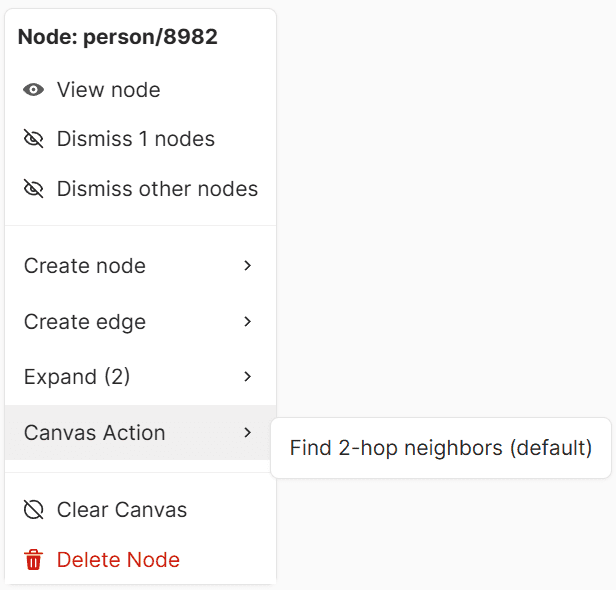 Node: person/8982
View node
Dismiss 1 nodes
Dismiss other nodes
Create node
Create edge
Expand (2)
Canvas Action
Find 2-hop neighbors (default)
Clear Canvas
Delete Node